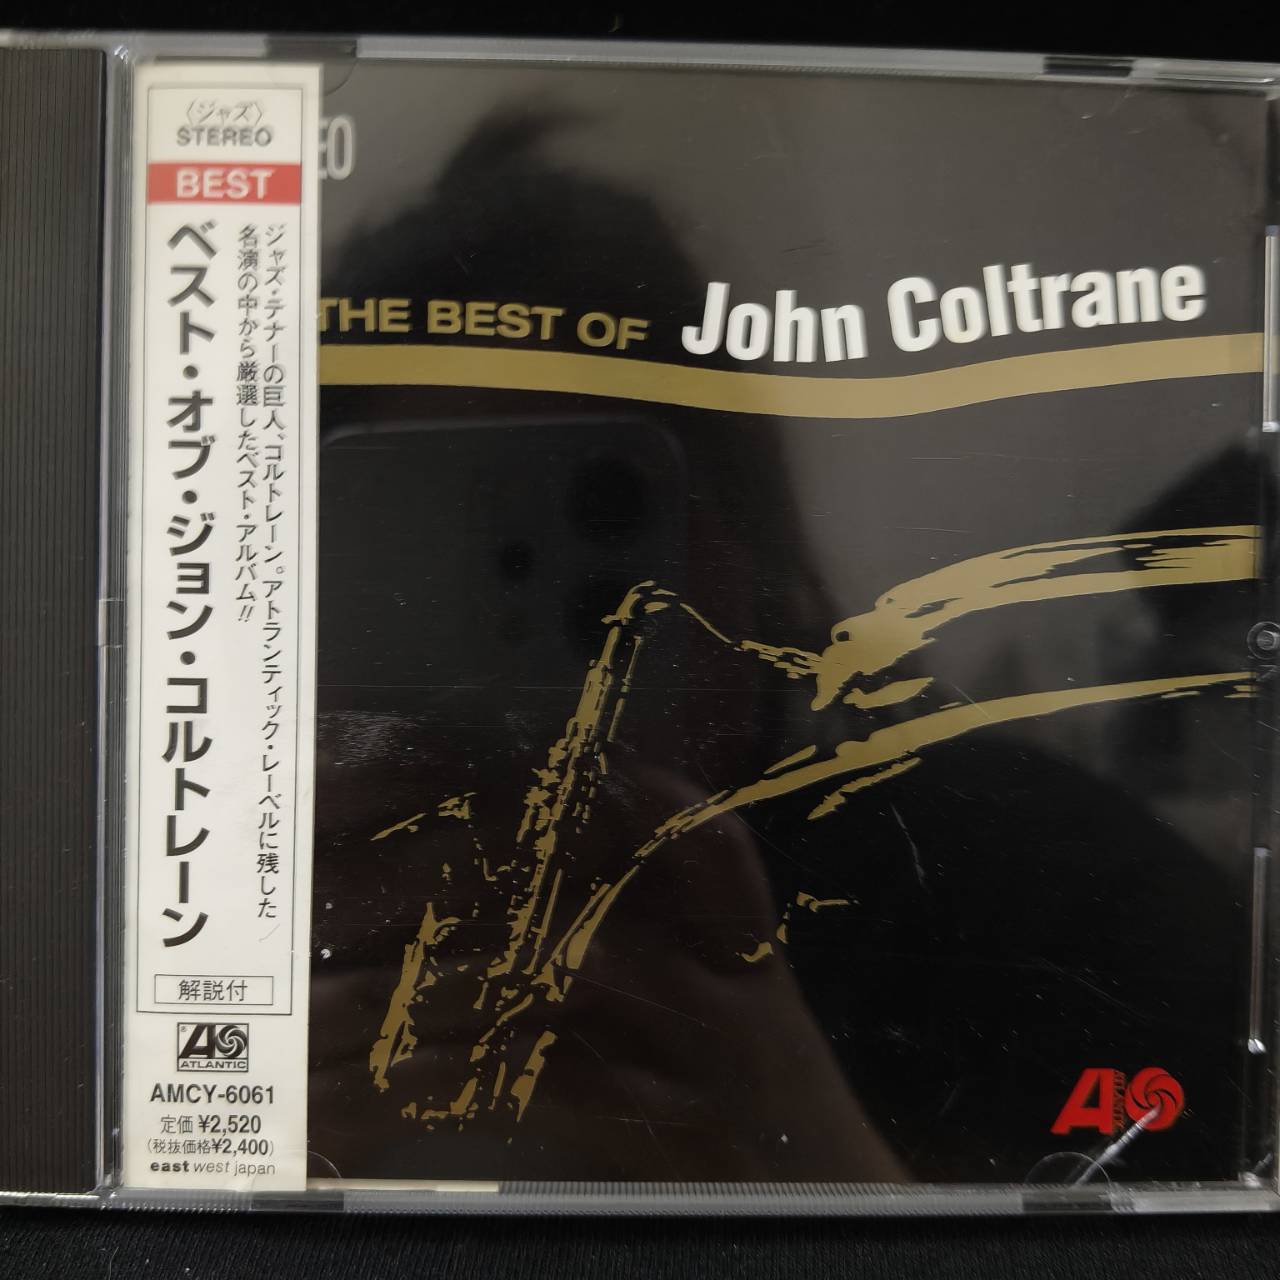 〈ジャズ〉
STEREO
BEST
ベスト・オブ・ジョン・コルトレーン
ジャズ・テナーの巨人、コルトレーン。アトランティック・レーベルに残した
名演の中から厳選したベスト・アルバム!!
解説付
ATLANTIC
AMCY-6061
定価¥2,520
(税抜価格¥2,400)
east west japan
EO
THE BEST OF John Coltrane
ATLANTIC